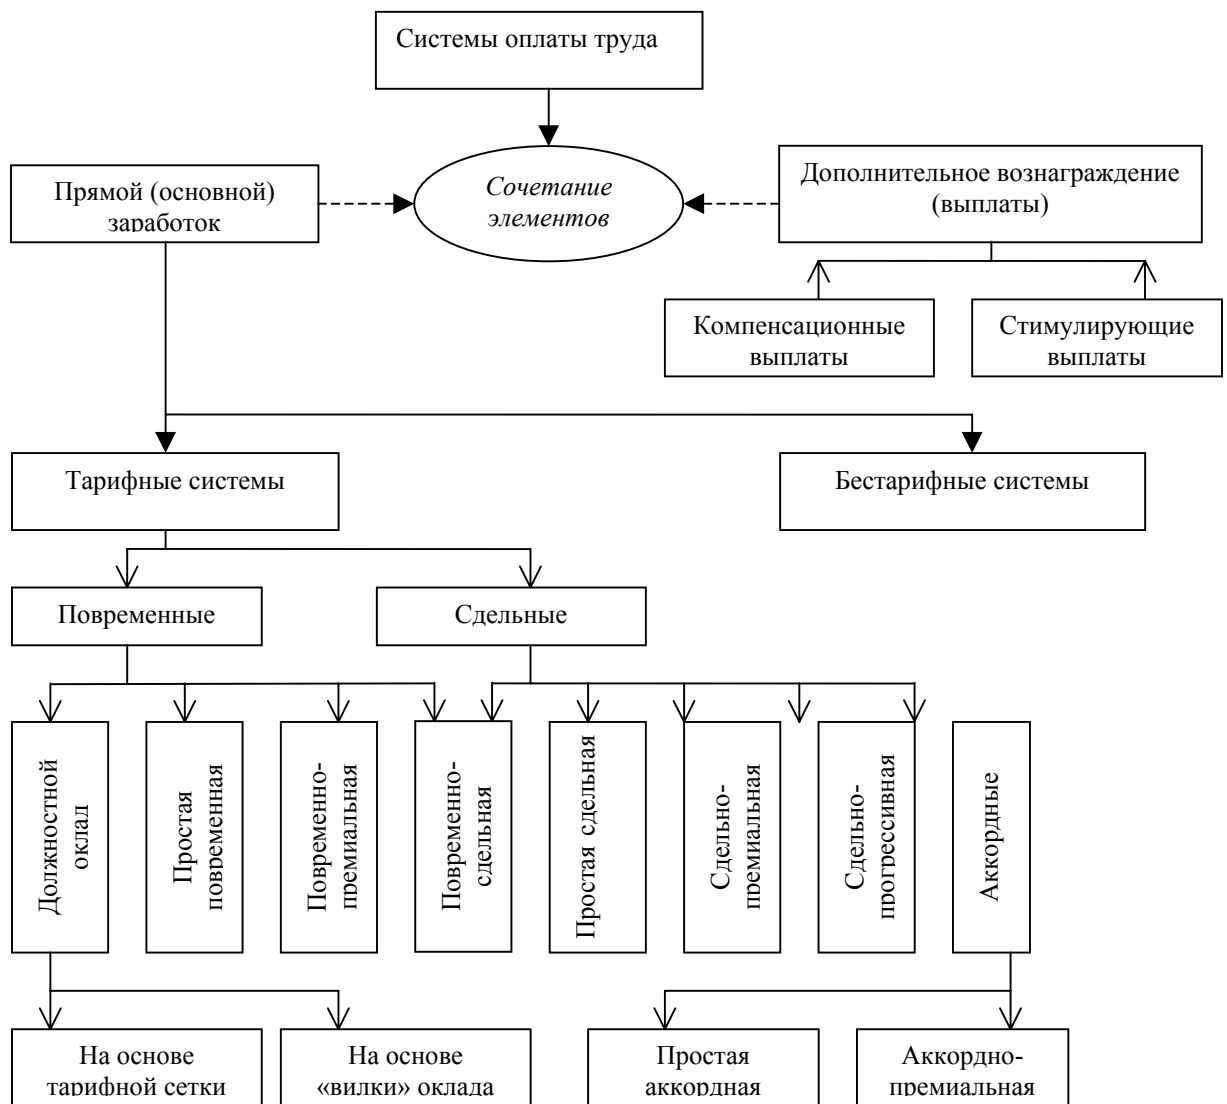 Системы оплаты труда
Прямой (основной)
заработок
Сочетание
элементов
Дополнительное вознаграждение
(выплаты)
Компенсационные
выплаты
Стимулирующие
выплаты
Тарифные системы
Бестарифные системы
Повременные
Сдельные
Должностной
оклад
Простая
повременная
Повременно-
премиальная
Повременно-
сдельная
Простая сдельная
Сдельно-
премиальная
Сдельно-
прогрессивная
Аккордные
На основе
тарифной сетки
На основе
«вилки» оклада
Простая
аккордная
Аккордно-
премиальная